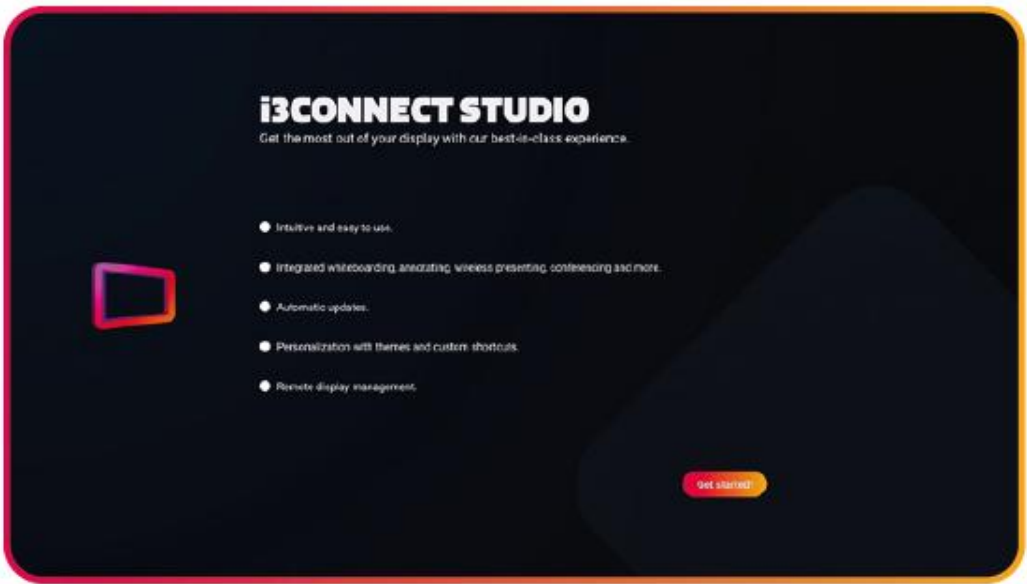 i3CONNECT STUDIO
Get the most out of your display with our best-in-class experience.
Intuitive and easy to use.
Integrated whiteboarding, annotating, wireless presenting, conferencing and more.
Automatic updates.
Personalization with themes and custom shortcuts.
Remote display management.
Get started!